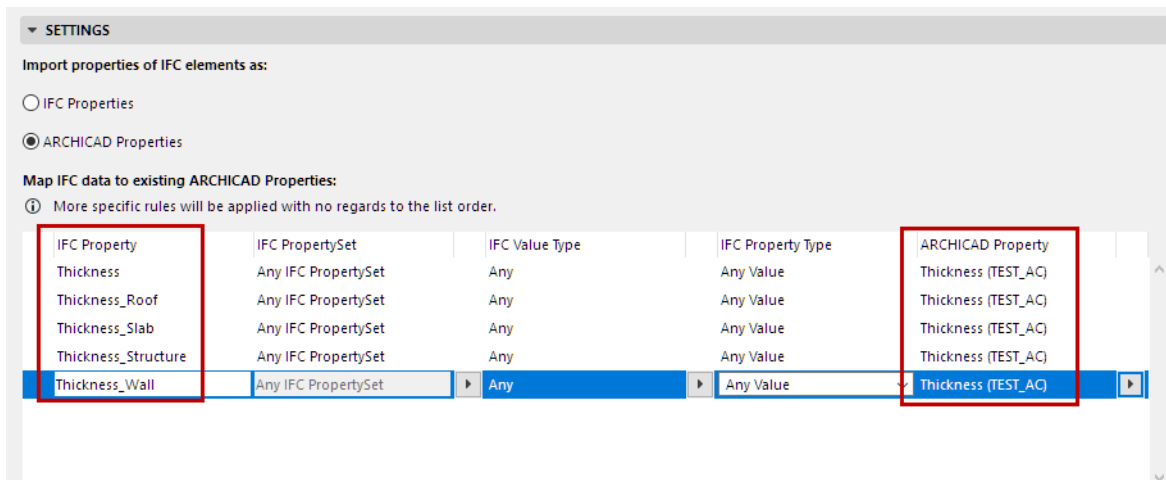 SETTINGS
Import properties of IFC elements as:
IFC Properties
ARCHICAD Properties
Map IFC data to existing ARCHICAD Properties:
More specific rules will be applied with no regards to the list order.
IFC Property IFC PropertySet IFC Value Type IFC Property Type ARCHICAD Property
Thickness Any IFC PropertySet Any Any Value Thickness (TEST_AC)
Thickness_Roof Any IFC PropertySet Any Any Value Thickness (TEST_AC)
Thickness_Slab Any IFC PropertySet Any Any Value Thickness (TEST_AC)
Thickness_Structure Any IFC PropertySet Any Any Value Thickness (TEST_AC)
Thickness_Wall Any IFC PropertySet Any Any Value Thickness (TEST_AC)